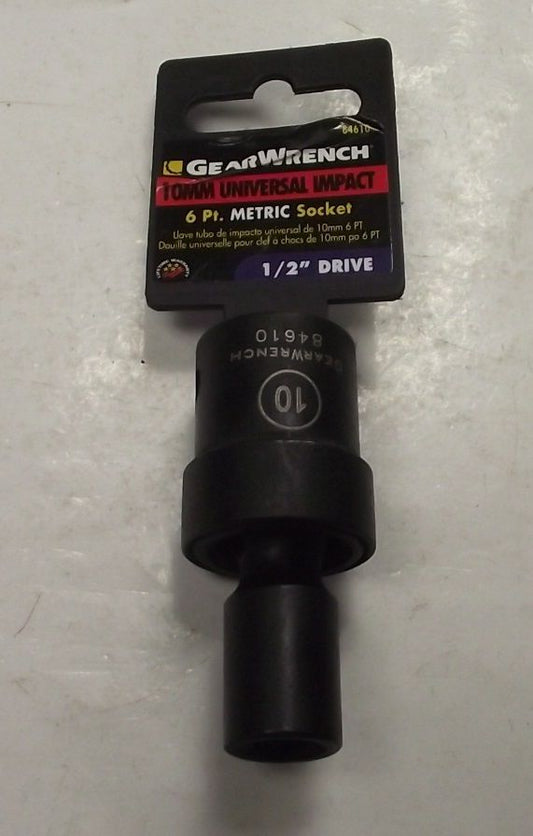 84610
GEARWRENCH
10MM UNIVERSAL IMPACT
6 Pt. METRIC Socket
Llave tubo de impacto universal de 10mm 6 PT
Douille universelle pour clef à chocs de 10mm pa 6 PT
1/2" DRIVE
84610
GEARWRENCH
10